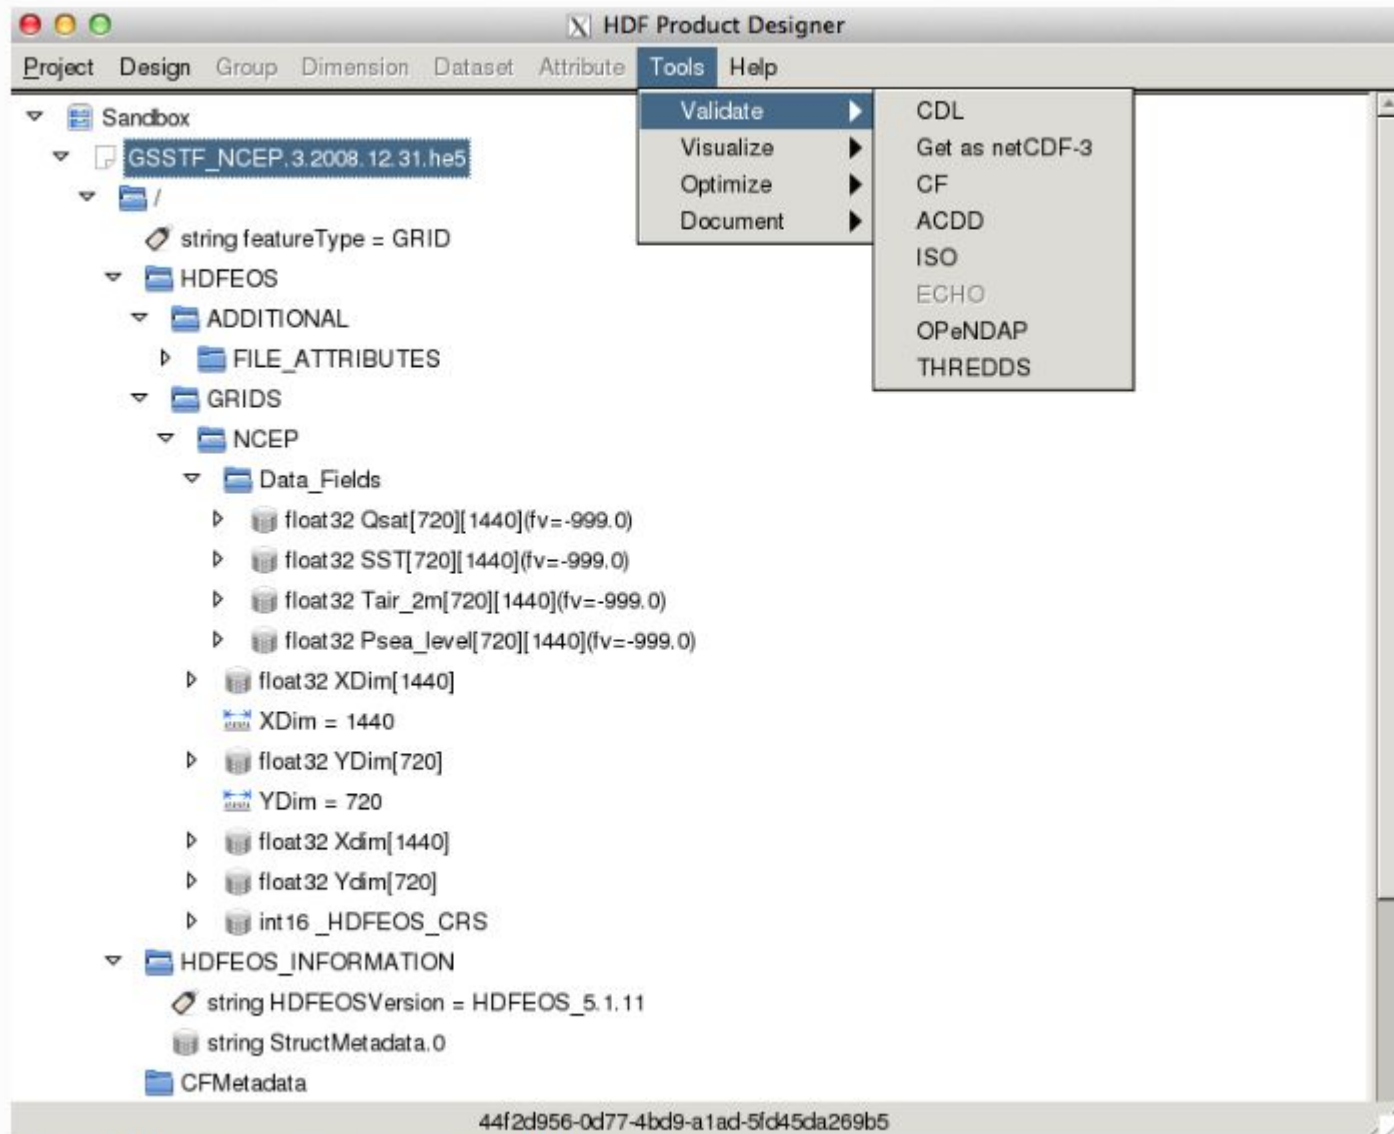 HDF Product Designer
Project Design Group Dimension Dataset Attribute Tools Help
Validate
Visualize
Optimize
Document
CDL
Get as netCDF-3
CF
ACDD
ISO
ECHO
OPeNDAP
THREDDS
Sandbox
GSSTF_NCEP.3.2008.12.31.he5
/
string featureType = GRID
HDFEOS
ADDITIONAL
FILE_ATTRIBUTES
GRIDS
NCEP
Data_Fields
float32 Qsat[720][1440](fv=-999.0)
float32 SST[720][1440](fv=-999.0)
float32 Tair_2m[720][1440](fv=-999.0)
float32 Psea_level[720][1440](fv=-999.0)
float32 XDim[1440]
XDim = 1440
float32 YDim[720]
YDim = 720
float32 Xdim[1440]
float32 Ydim[720]
int16 _HDFEOS_CRS
HDFEOS_INFORMATION
string HDFEOSVersion = HDFEOS_5.1.11
string StructMetadata.0
CFMetadata
44f2d956-0d77-4bd9-a1ad-5fd45da269b5